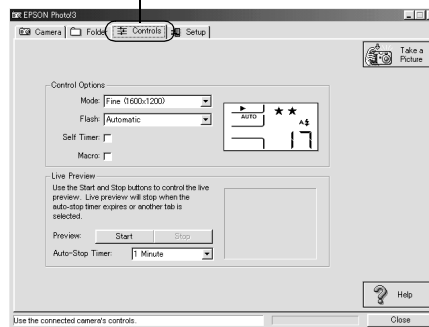 EPSON Photo!3
Camera Folder Controls Setup
Take a
Picture
Control Options
Mode: Fine (1600x1200)
Flash: Automatic
Self Timer:
Macro:
AUTO
A$
17
Live Preview
Use the Start and Stop buttons to control the live
preview. Live preview will stop when the
auto-stop timer expires or another tab is
selected.
Preview: Start Stop
Auto-Stop Timer: 1 Minute
Help
Use the connected camera's controls.
Close